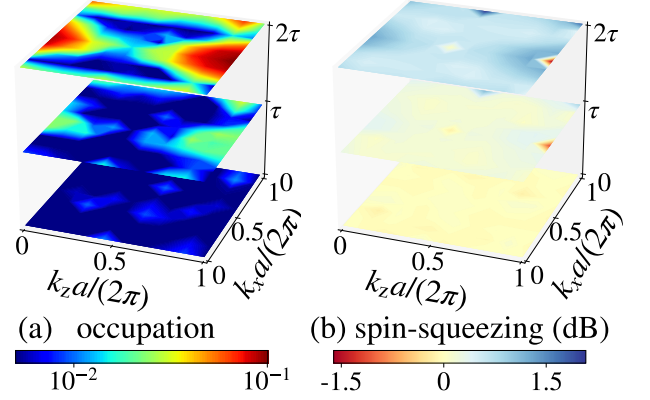 2τ 2τ
τ τ
1 0 1 0
0.5 0.5
0 0.5 1 0 0 0.5 1 0
k_z a/(2π) k_x a/(2π) k_z a/(2π) k_x a/(2π)
(a) occupation (b) spin-squeezing (dB)
10⁻² 10⁻¹ -1.5 0 1.5